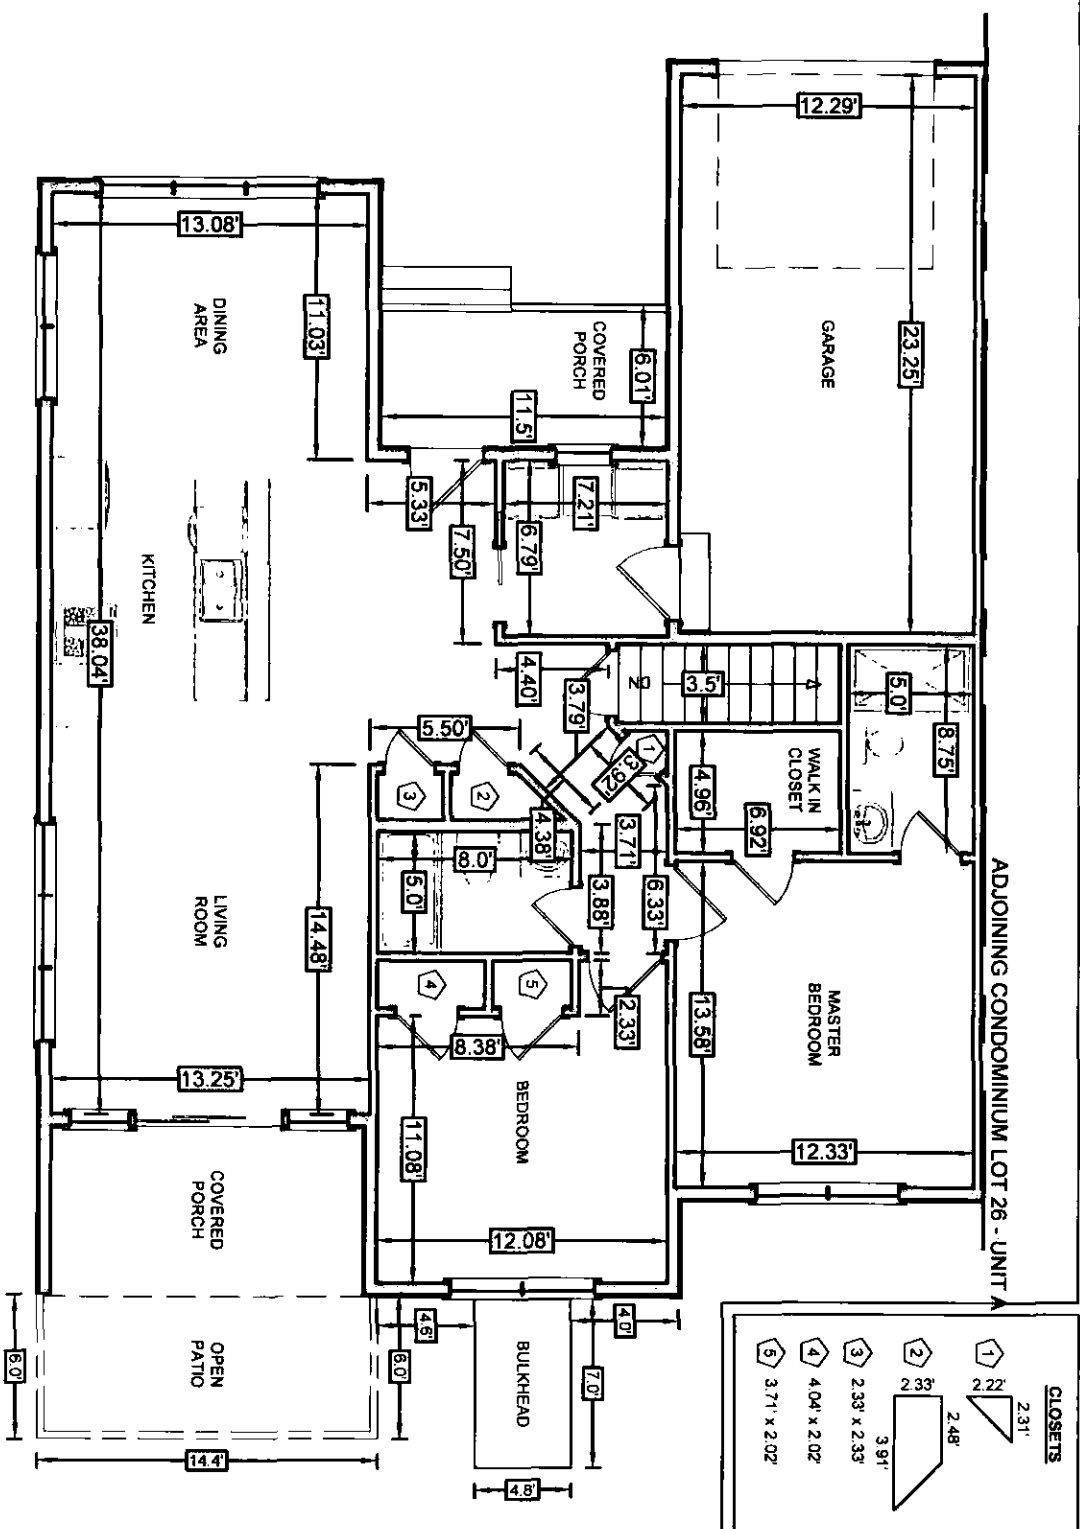 ADJOINING CONDOMINIUM LOT 26 - UNIT
12.29'
23.25'
GARAGE
13.08'
11.03'
DINING
AREA
COVERED
PORCH
6.01'
11.5'
5.33'
7.50'
6.79'
7.21'
KITCHEN
38.04'
4.40'
3.79'
DN
3.5'
5.0'
8.75'
WALK IN
CLOSET
4.96'
6.92'
5.50'
1
3.92'
2
3
4.38'
3.71'
3.88'
6.33'
8.0'
5.0'
LIVING
ROOM
14.48'
13.25'
4
5
2.33'
8.38'
BEDROOM
11.08'
12.08'
MASTER
BEDROOM
13.58'
12.33'
COVERED
PORCH
OPEN
PATIO
6.0'
6.0'
14.4'
4.6'
4.0'
BULKHEAD
7.0'
4.8'
CLOSETS
1
2.22'
2.31'
2
2.33'
2.48'
3.91'
3 2.33' x 2.33'
4 4.04' x 2.02'
5 3.71' x 2.02'